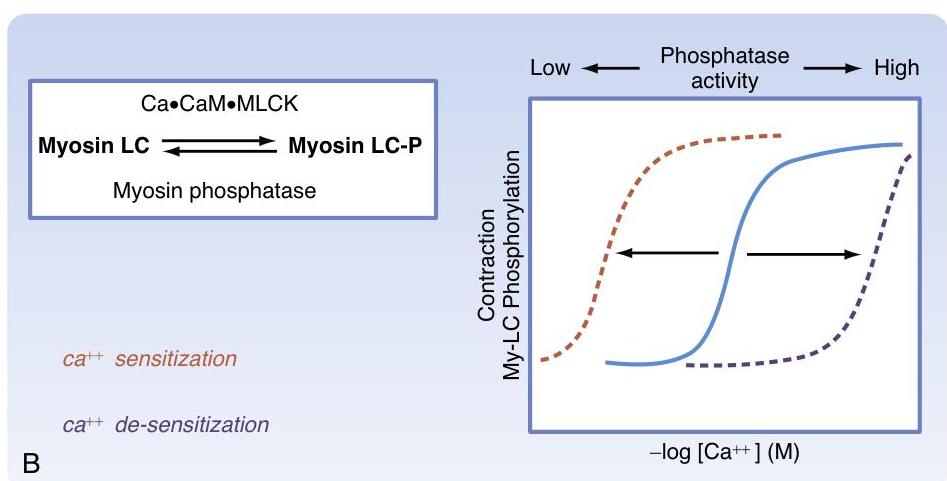 Ca•CaM•MLCK
Myosin LC
Myosin LC-P
Myosin phosphatase
ca⁺⁺ sensitization
ca⁺⁺ de-sensitization
B
Phosphatase
activity
Low
High
Contraction
My-LC Phosphorylation
–log [Ca⁺⁺] (M)